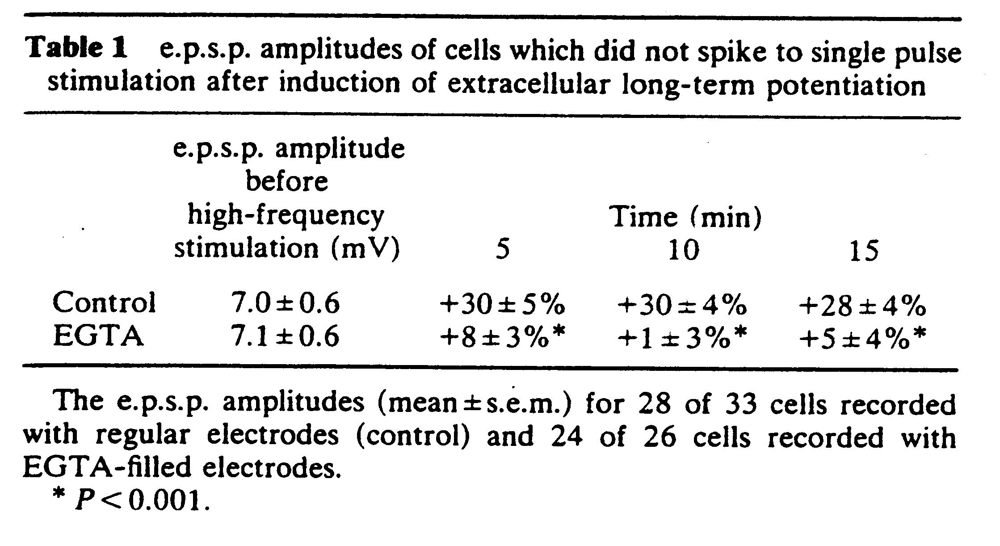 Table 1 e.p.s.p. amplitudes of cells which did not spike to single pulse
stimulation after induction of extracellular long-term potentiation
e.p.s.p. amplitude
before
high-frequency Time (min)
stimulation (mV) 5 10 15
Control 7.0 ± 0.6 +30 ± 5% +30 ± 4% +28 ± 4%
EGTA 7.1 ± 0.6 +8 ± 3%* +1 ± 3%* +5 ± 4%*
The e.p.s.p. amplitudes (mean ± s.e.m.) for 28 of 33 cells recorded
with regular electrodes (control) and 24 of 26 cells recorded with
EGTA-filled electrodes.
* P < 0.001.